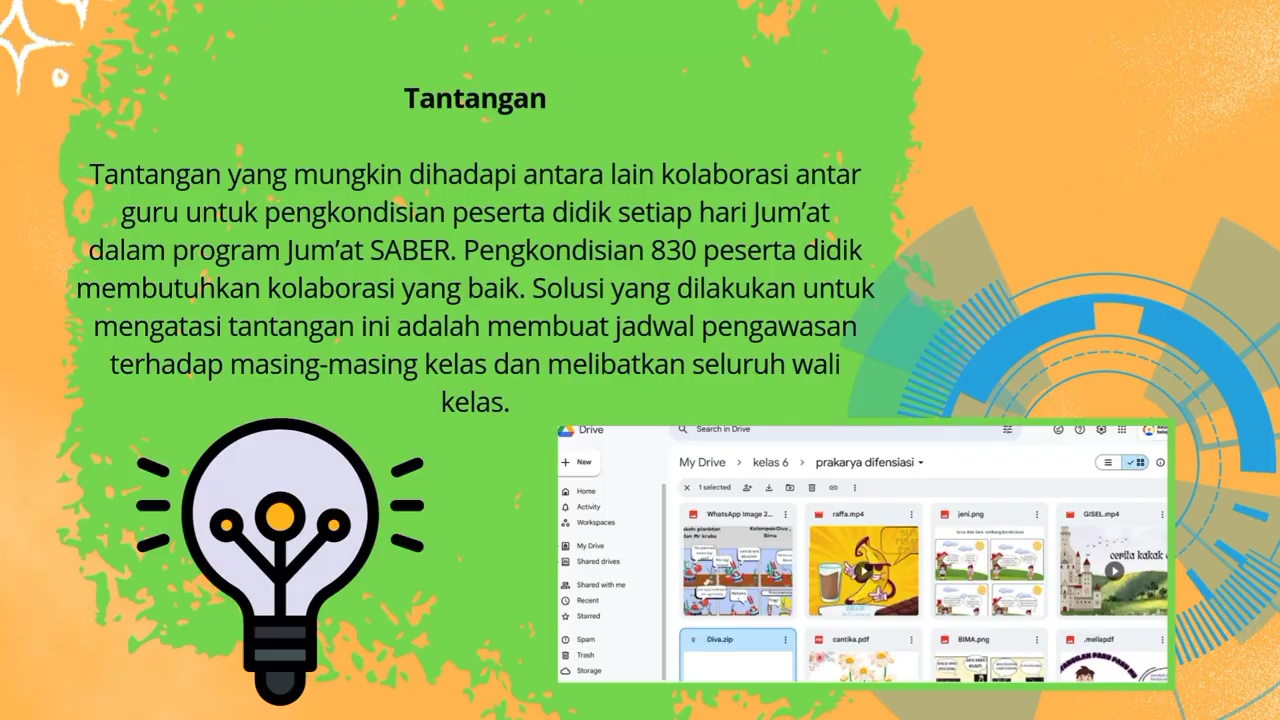 Tantangan
Tantangan yang mungkin dihadapi antara lain kolaborasi antar
guru untuk pengkondisian peserta didik setiap hari Jum’at
dalam program Jum’at SABER. Pengkondisian 830 peserta didik
membutuhkan kolaborasi yang baik. Solusi yang dilakukan untuk
mengatasi tantangan ini adalah membuat jadwal pengawasan
terhadap masing-masing kelas dan melibatkan seluruh wali
kelas.
Drive
Search in Drive
New
My Drive > kelas 6 > prakarya difensiasi
1 selected
Home
Activity
Workspaces
My Drive
Shared drives
Shared with me
Recent
Starred
Spam
Trash
Storage
WhatsApp Image 2...
raffa.mp4
jeni.png
GISEL.mp4
cerita kakak
Diva.zip
cantika.pdf
BIMA.png
.meliapdf